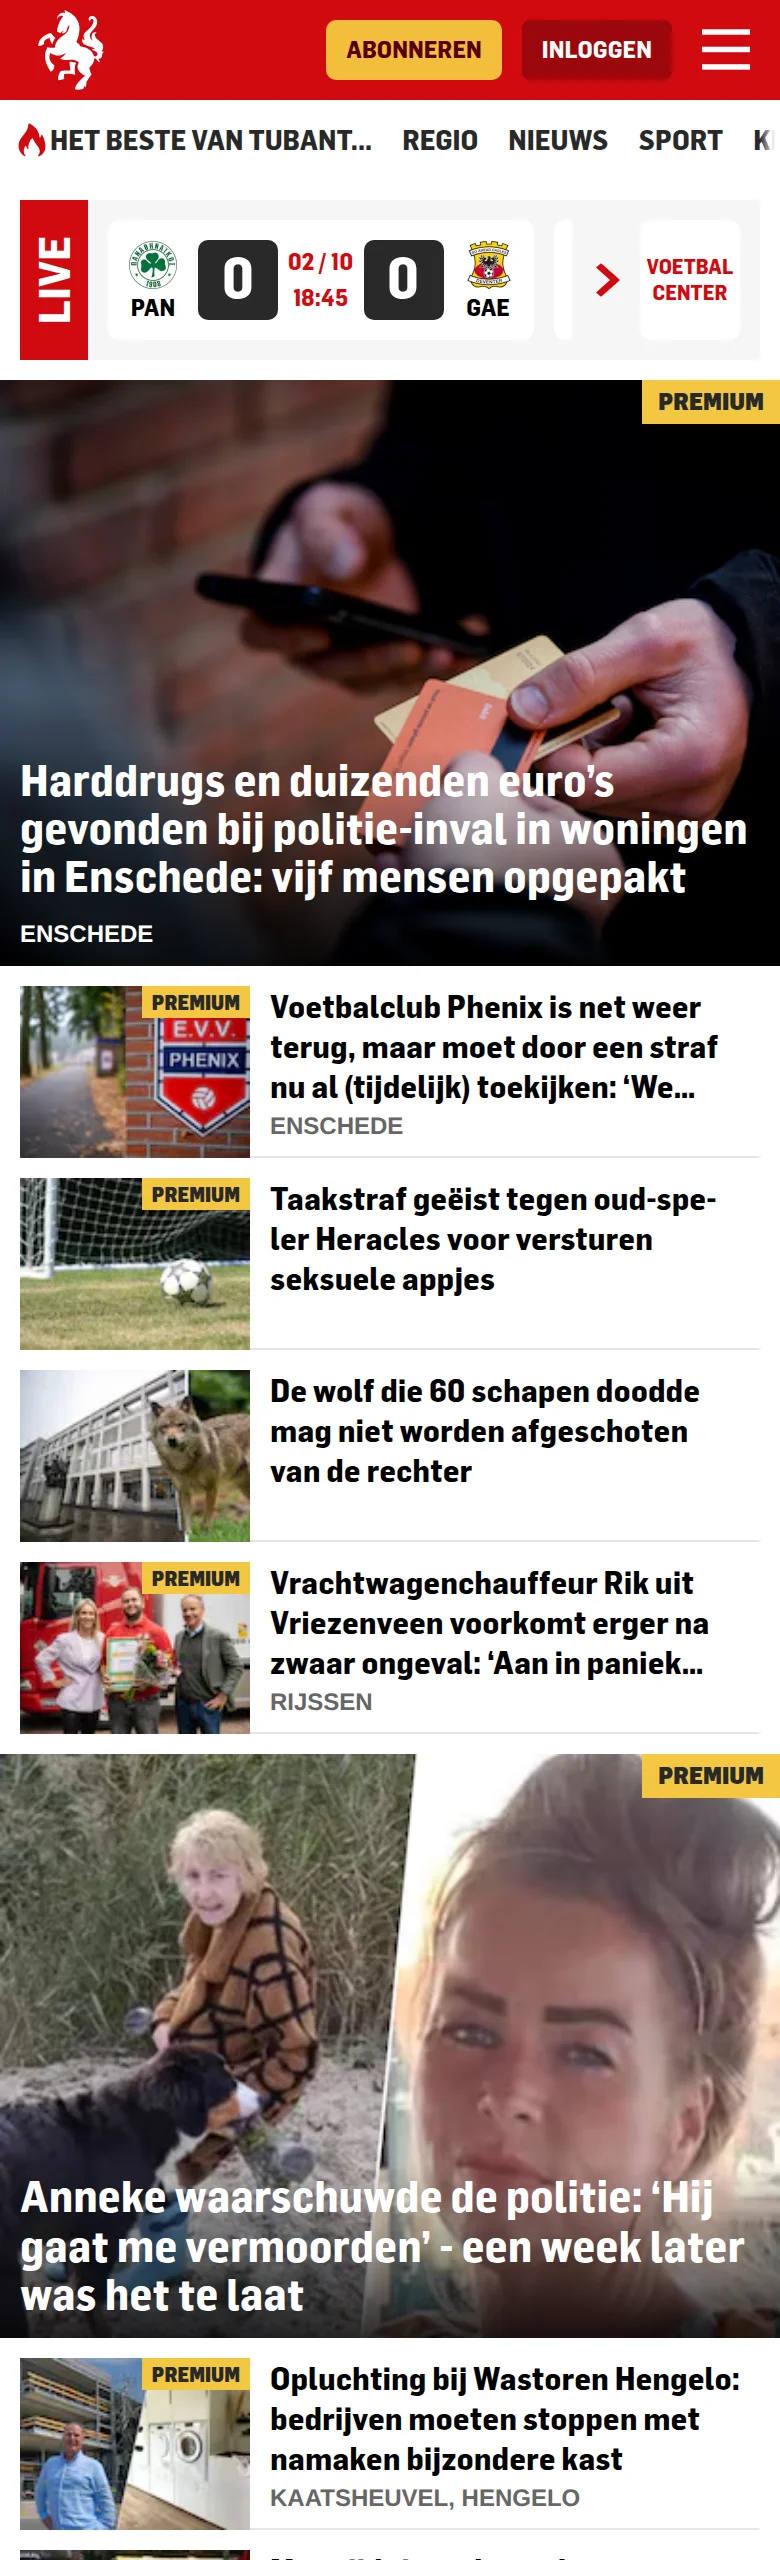 ABONNEREN
INLOGGEN
HET BESTE VAN TUBANT...
REGIO
NIEUWS
SPORT
LIVE
PAN
0
02 / 10
18:45
0
GAE
VOETBAL
CENTER
PREMIUM
Harddrugs en duizenden euro’s
gevonden bij politie-inval in woningen
in Enschede: vijf mensen opgepakt
ENSCHEDE
PREMIUM
E.V.V.
PHENIX
Voetbalclub Phenix is net weer
terug, maar moet door een straf
nu al (tijdelijk) toekijken: ‘We...
ENSCHEDE
PREMIUM
Taakstraf geëist tegen oud-spe-
ler Heracles voor versturen
seksuele appjes
De wolf die 60 schapen doodde
mag niet worden afgeschoten
van de rechter
PREMIUM
Vrachtwagenchauffeur Rik uit
Vriezenveen voorkomt erger na
zwaar ongeval: ‘Aan in paniek...
RIJSSEN
PREMIUM
Anneke waarschuwde de politie: ‘Hij
gaat me vermoorden’ - een week later
was het te laat
PREMIUM
Opluchting bij Wastoren Hengelo:
bedrijven moeten stoppen met
namaken bijzondere kast
KAATSHEUVEL, HENGELO